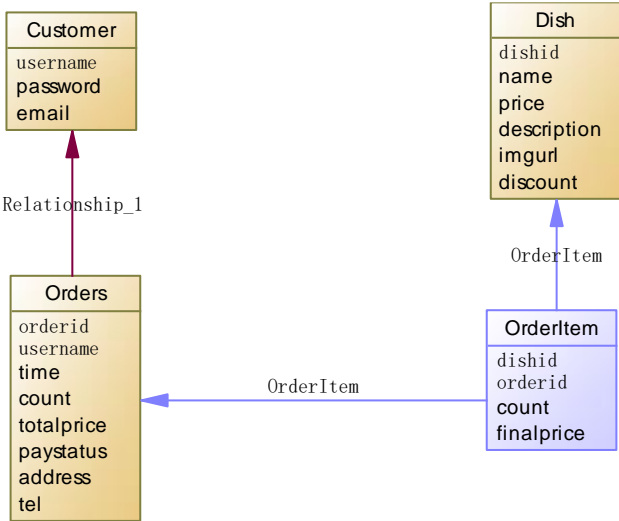 Customer
username
password
email
Dish
dishid
name
price
description
imgurl
discount
Relationship_1
OrderItem
Orders
orderid
username
time
count
totalprice
paystatus
address
tel
OrderItem
OrderItem
dishid
orderid
count
finalprice